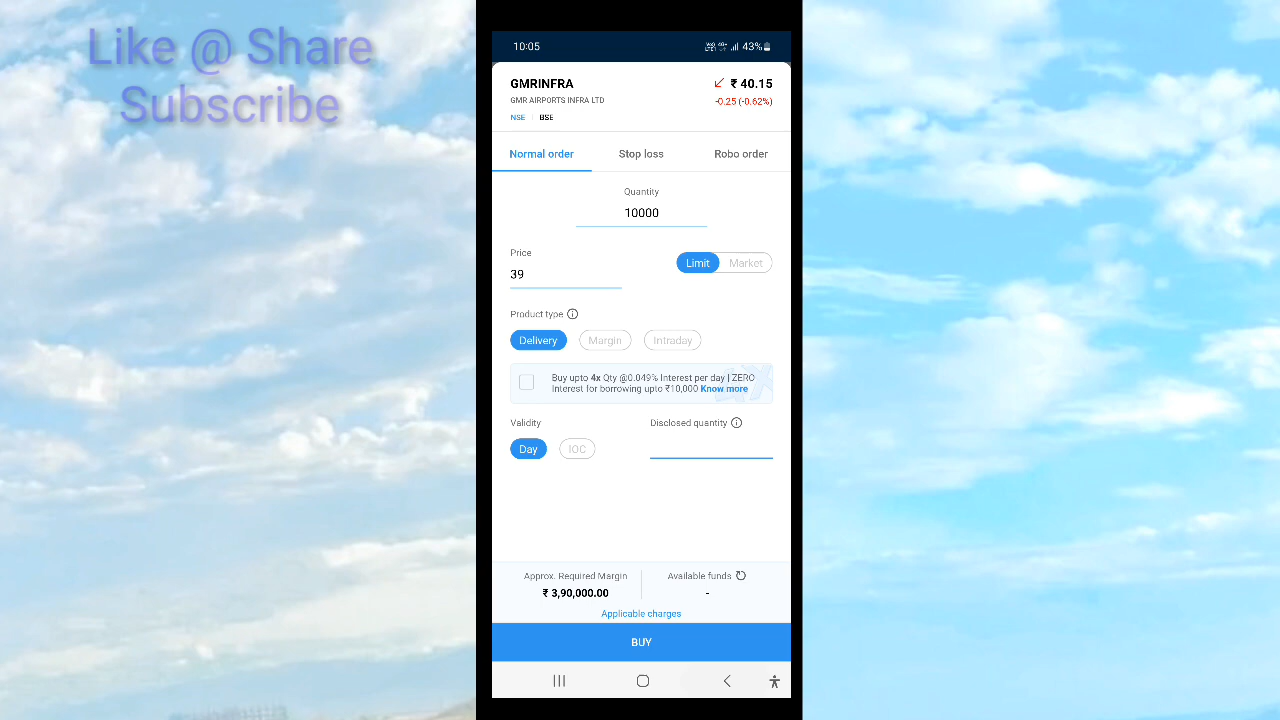 Like @ Share
Subscribe
10:05
43%
GMRINFRA
₹ 40.15
GMR AIRPORTS INFRA LTD
-0.25 (-0.62%)
NSE
BSE
Normal order
Stop loss
Robo order
Quantity
10000
Price
39
Limit
Market
Product type
Delivery
Margin
Intraday
Buy upto 4x Qty @0.049% Interest per day | ZERO
Interest for borrowing upto ₹10,000 Know more
Validity
Disclosed quantity
Day
IOC
Approx. Required Margin
Available funds
₹ 3,90,000.00
-
Applicable charges
BUY